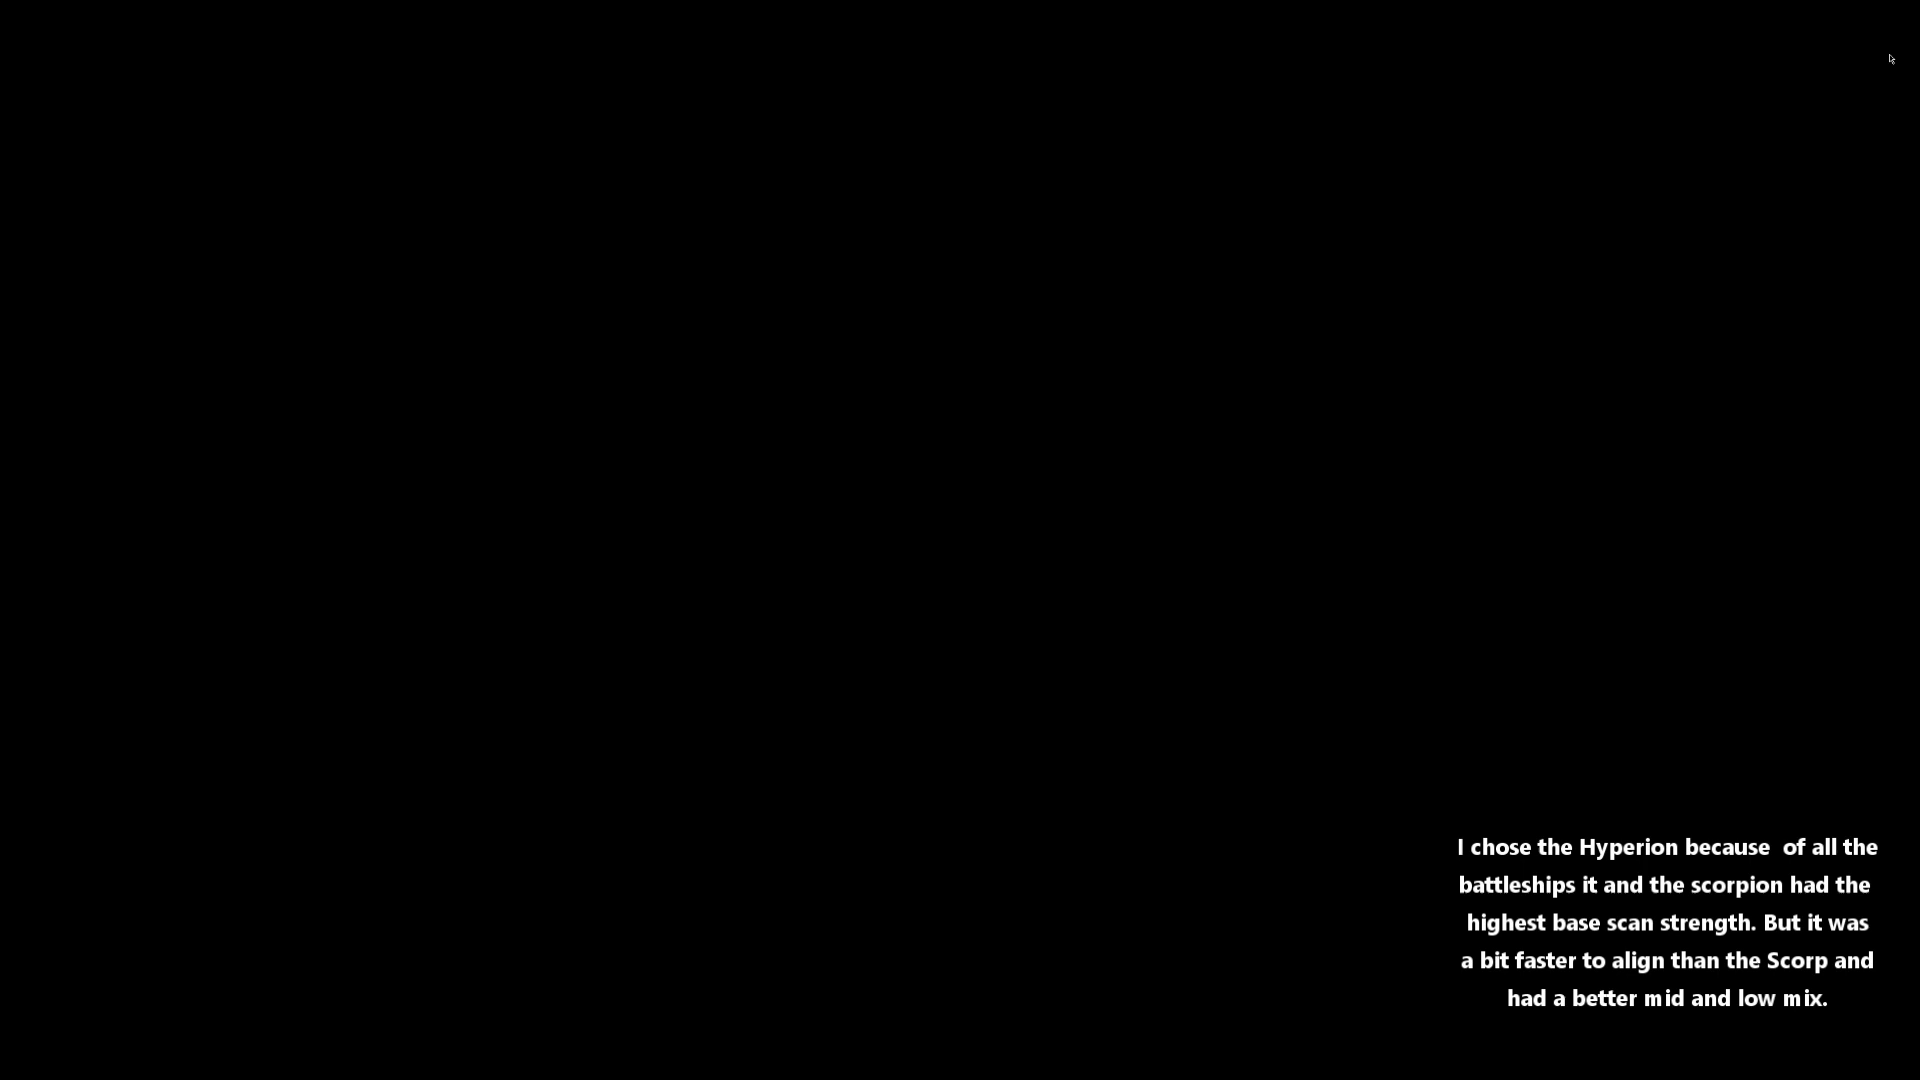 I chose the Hyperion because  of all the
battleships it and the scorpion had the
highest base scan strength. But it was
a bit faster to align than the Scorp and
had a better mid and low mix.